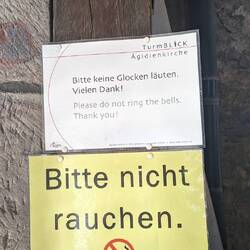 TurmBLICK
Ägidienkirche
Bitte keine Glocken läuten.
Vielen Dank!
Please do not ring the bells.
Thank you!
Bitte nicht
rauchen.